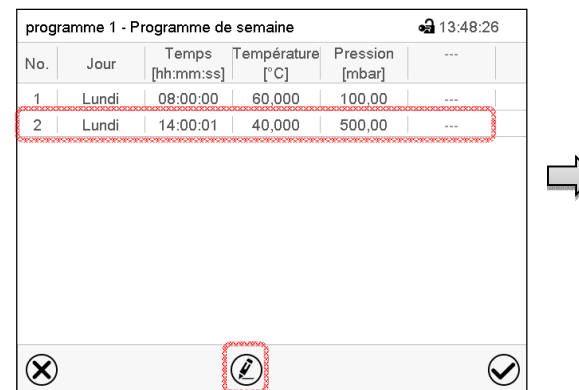 programme 1 - Programme de semaine 13:48:26
No. Jour Temps [hh:mm:ss] Température [°C] Pression [mbar] ---
1 Lundi 08:00:00 60,000 100,00 ---
2 Lundi 14:00:01 40,000 500,00 ---